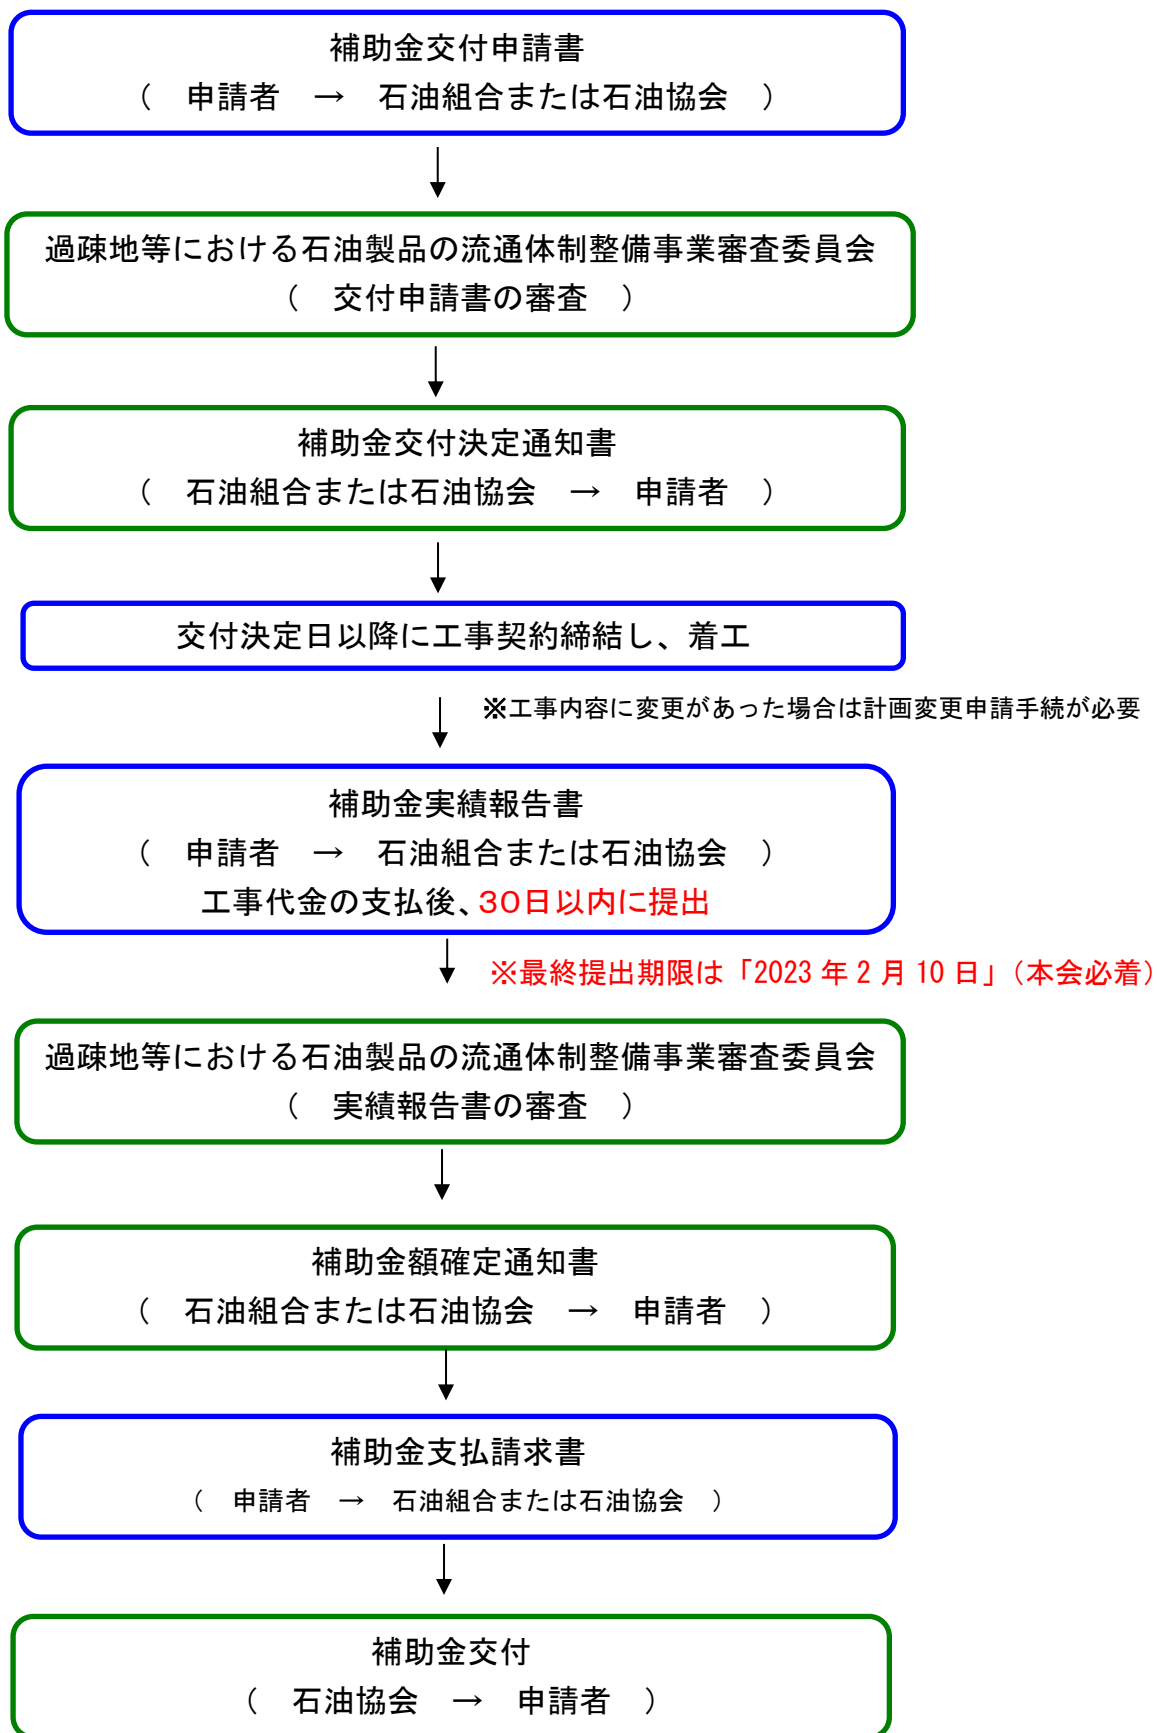 補助金交付申請書
（　申請者　→　石油組合または石油協会　）
過疎地等における石油製品の流通体制整備事業審査委員会
（　交付申請書の審査　）
補助金交付決定通知書
（　石油組合または石油協会　→　申請者　）
交付決定日以降に工事契約締結し、着工
※工事内容に変更があった場合は計画変更申請手続が必要
補助金実績報告書
（　申請者　→　石油組合または石油協会　）
工事代金の支払後、３０日以内に提出
※最終提出期限は「2023 年 2 月 10 日」（本会必着）
過疎地等における石油製品の流通体制整備事業審査委員会
（　実績報告書の審査　）
補助金額確定通知書
（　石油組合または石油協会　→　申請者　）
補助金支払請求書
（　申請者　→　石油組合または石油協会　）
補助金交付
（　石油協会　→　申請者　）